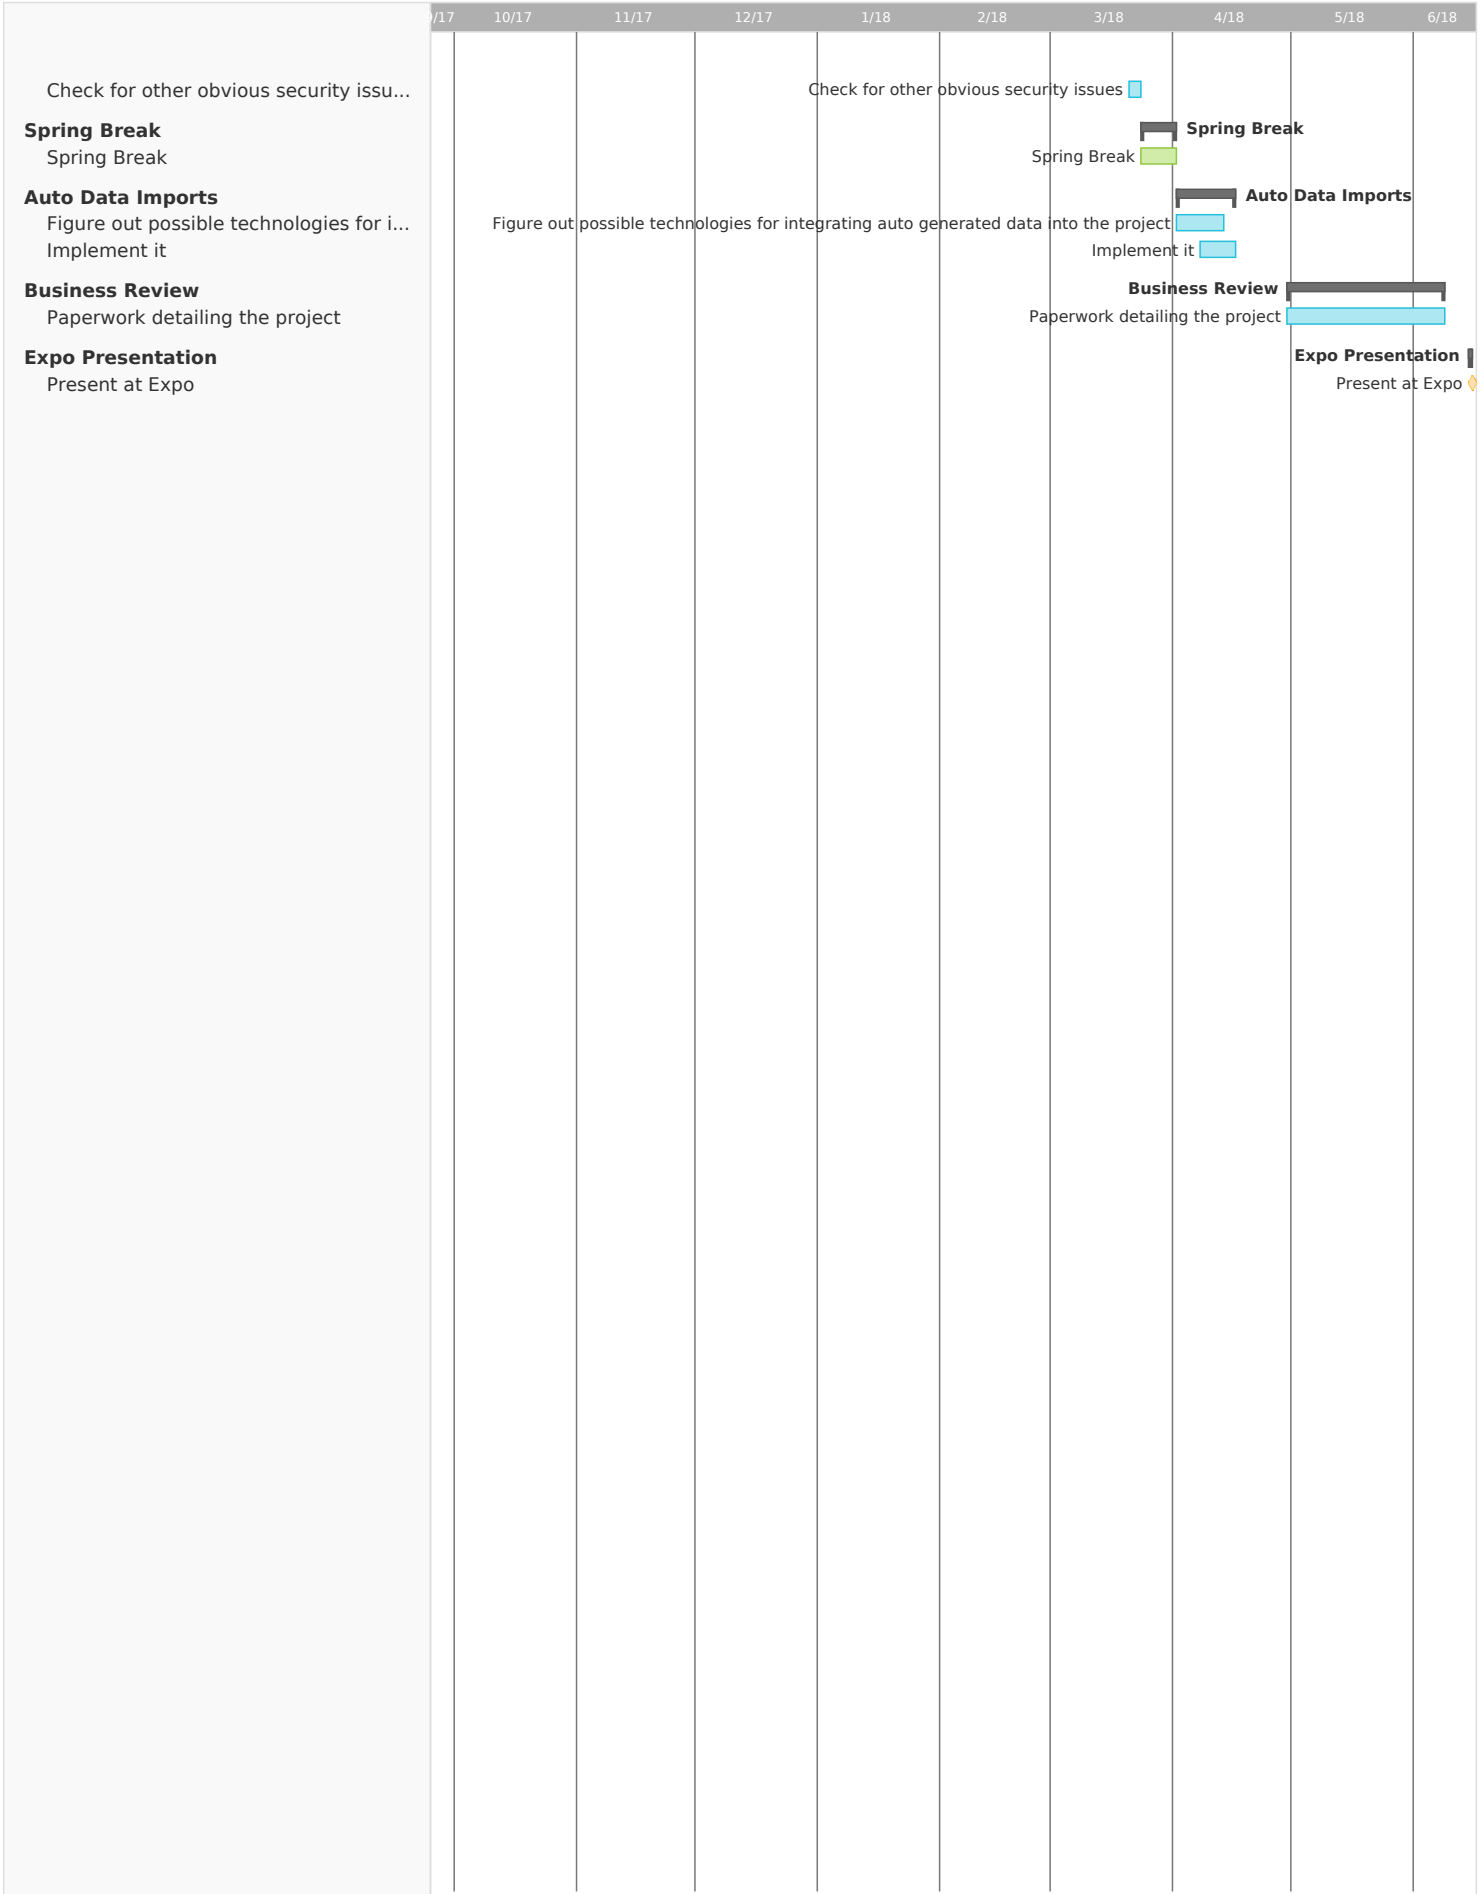 /17 10/17 11/17 12/17 1/18 2/18 3/18 4/18 5/18 6/18
Check for other obvious security issu... Check for other obvious security issues
Spring Break Spring Break
Spring Break Spring Break
Auto Data Imports Auto Data Imports
Figure out possible technologies for i... Figure out possible technologies for integrating auto generated data into the project
Implement it Implement it
Business Review Business Review
Paperwork detailing the project Paperwork detailing the project
Expo Presentation Expo Presentation
Present at Expo Present at Expo